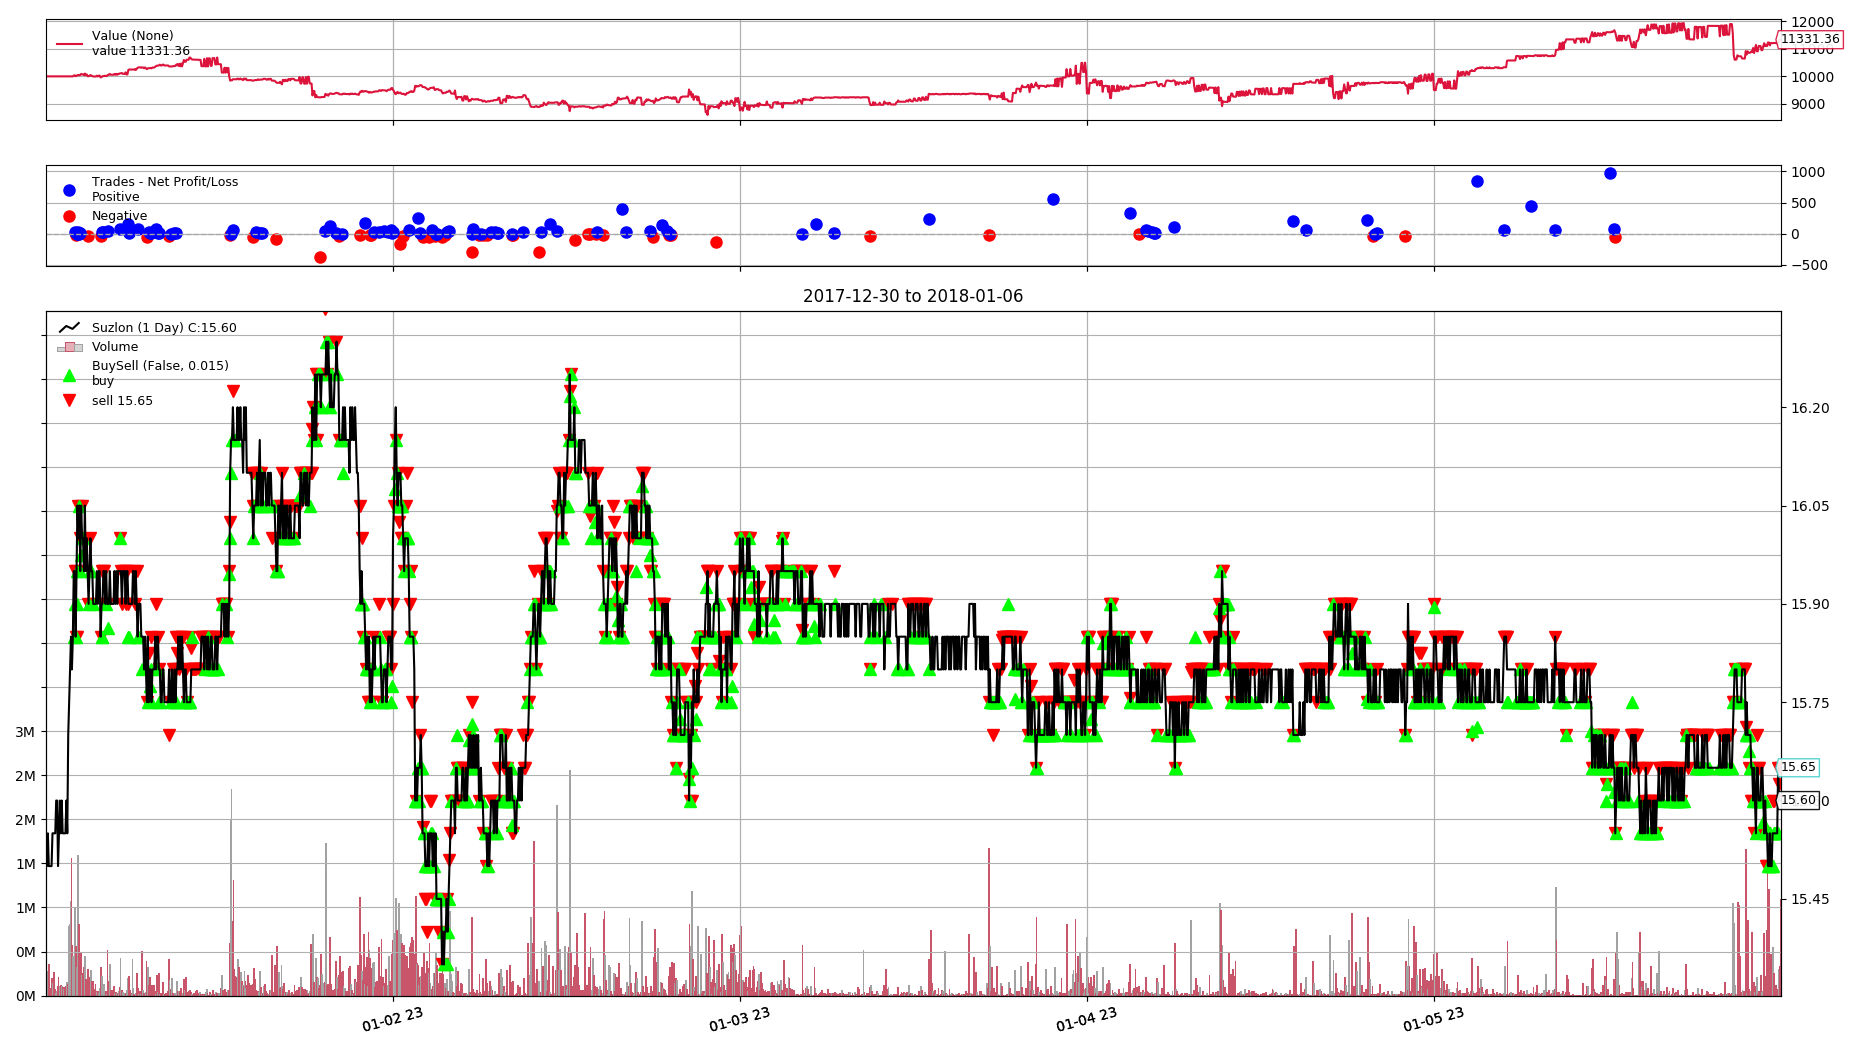 Value (None)
value 11331.36
12000
11331.36
11000
10000
9000
Trades - Net Profit/Loss
Positive
Negative
1000
500
0
−500
2017-12-30 to 2018-01-06
Suzlon (1 Day) C:15.60
Volume
BuySell (False, 0.015)
buy
sell 15.65
16.20
16.05
15.90
15.75
15.65
15.60
15.45
3M
2M
2M
1M
1M
0M
0M
01-02 23
01-03 23
01-04 23
01-05 23